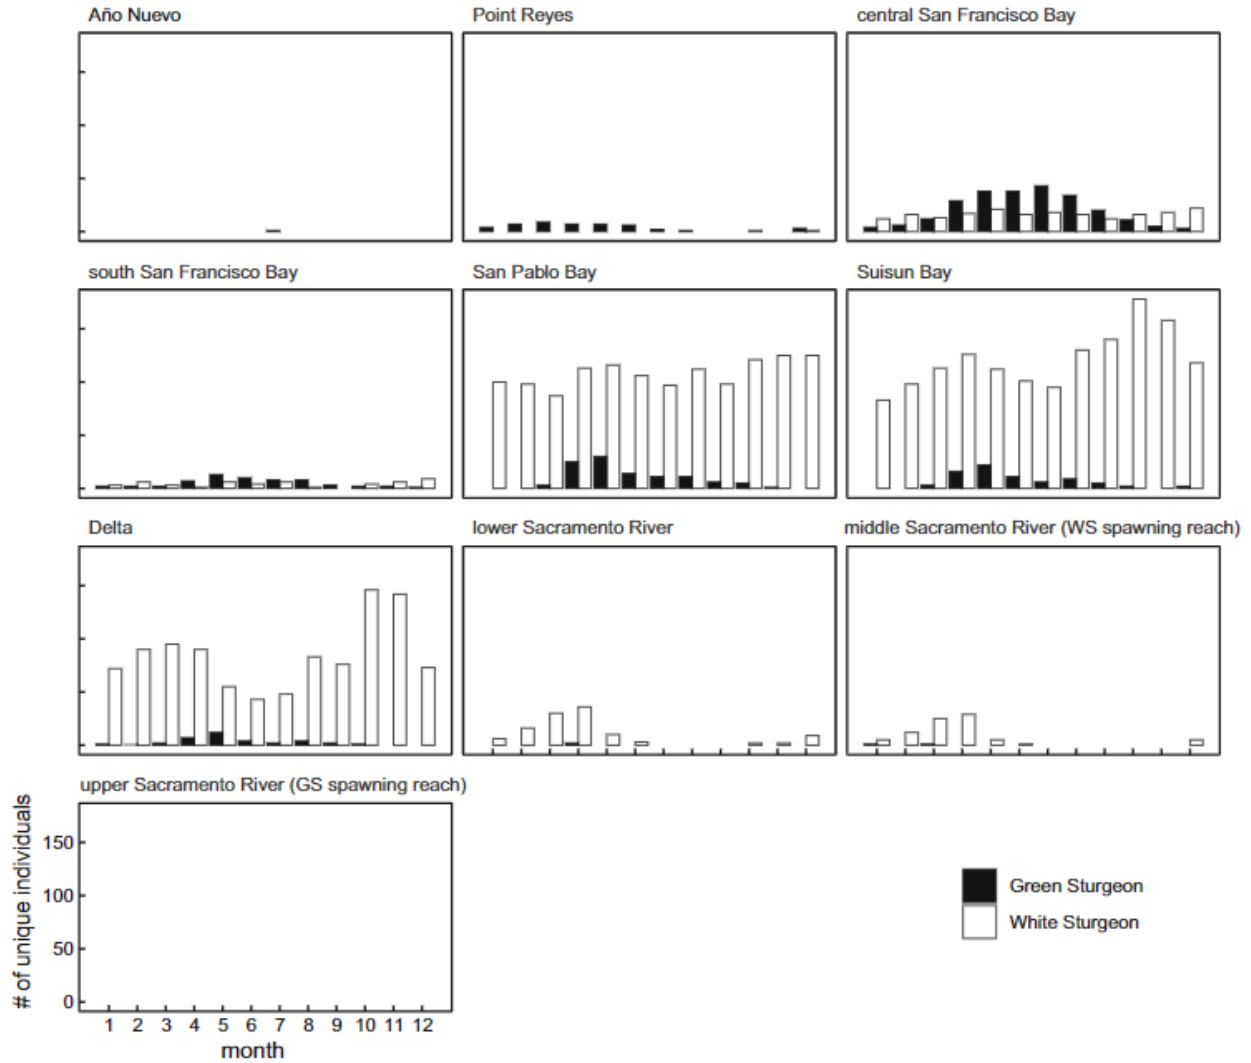 Año Nuevo
Point Reyes
central San Francisco Bay
south San Francisco Bay
San Pablo Bay
Suisun Bay
Delta
lower Sacramento River
middle Sacramento River (WS spawning reach)
upper Sacramento River (GS spawning reach)
# of unique individuals
150
100
50
0
1 2 3 4 5 6 7 8 9 10 11 12
month
Green Sturgeon
White Sturgeon